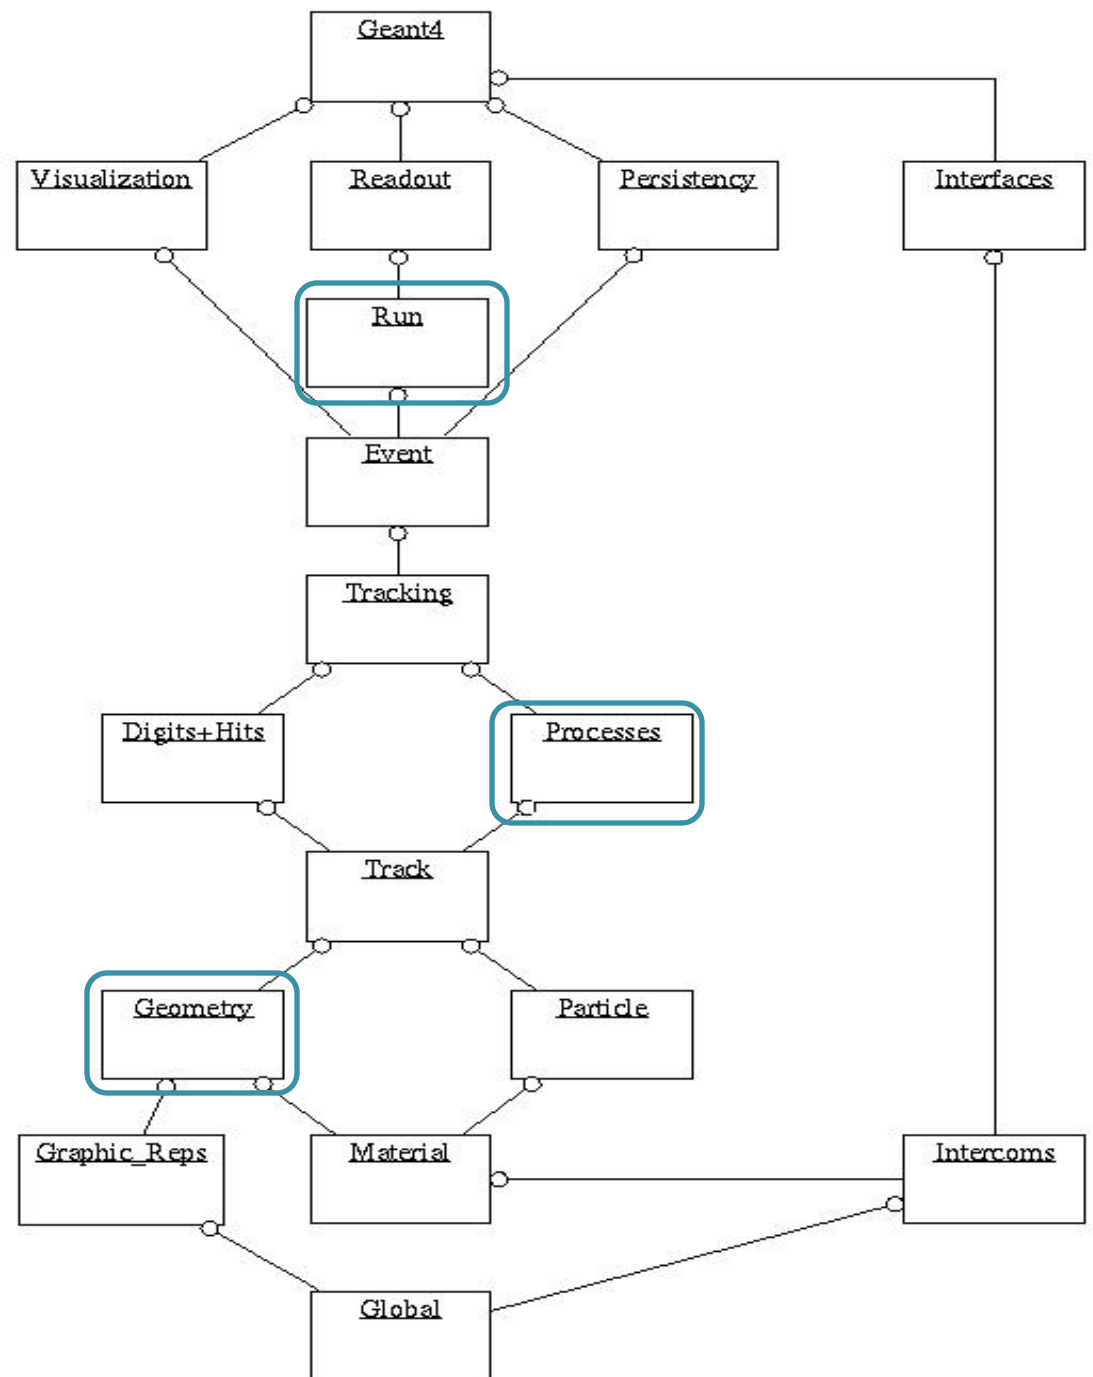 Geant4
Visualization
Readout
Persistency
Interfaces
Run
Event
Tracking
Digits+Hits
Processes
Track
Geometry
Particle
Graphic_Reps
Material
Intercoms
Global